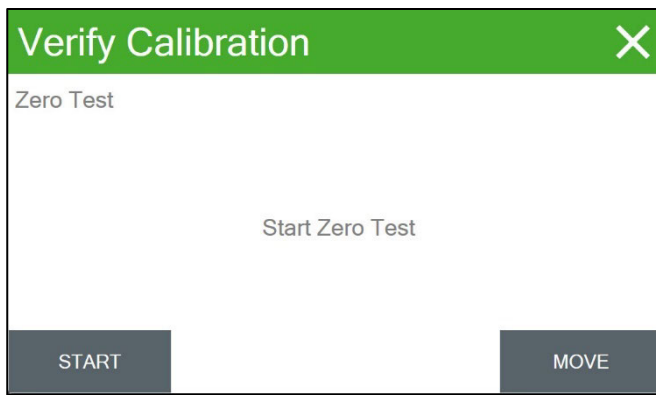 Verify Calibration
Zero Test
Start Zero Test
START
MOVE